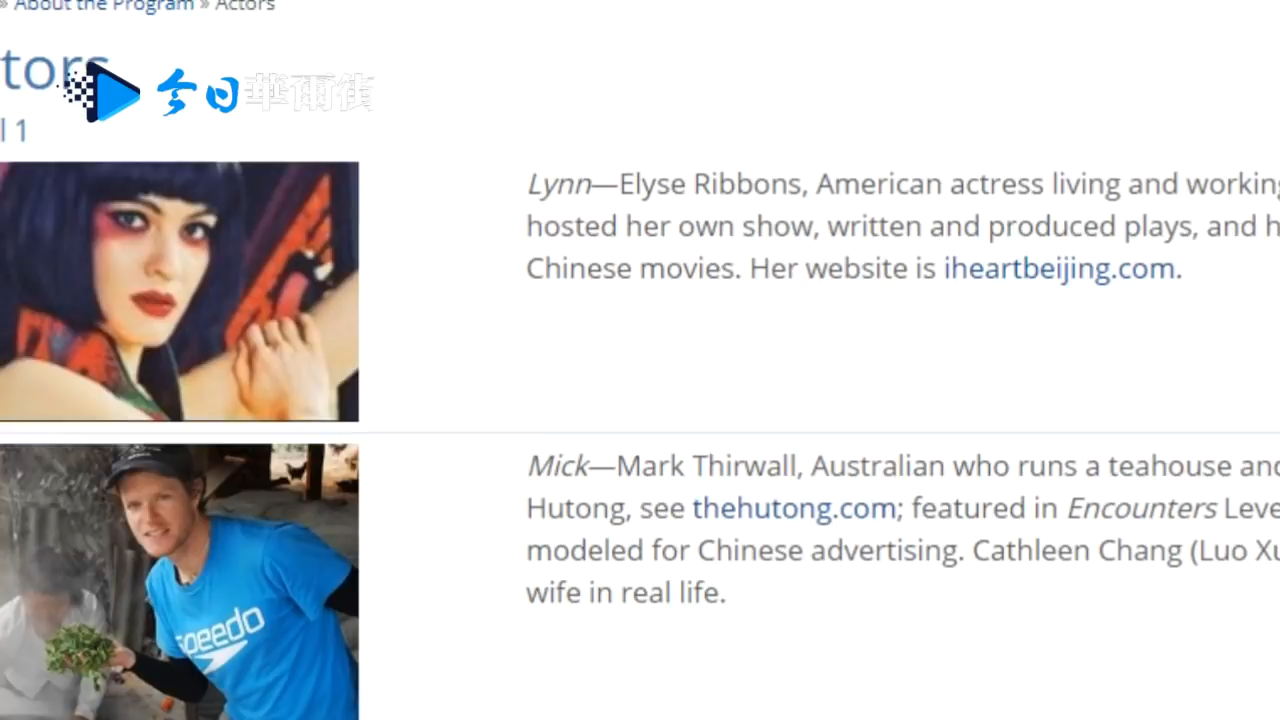 » About the Program » Actors
tors
今日華爾街
l 1
Lynn—Elyse Ribbons, American actress living and working
hosted her own show, written and produced plays, and h
Chinese movies. Her website is iheartbeijing.com.
Mick—Mark Thirwall, Australian who runs a teahouse and
Hutong, see thehutong.com; featured in Encounters Leve
modeled for Chinese advertising. Cathleen Chang (Luo Xu
wife in real life.
speedo